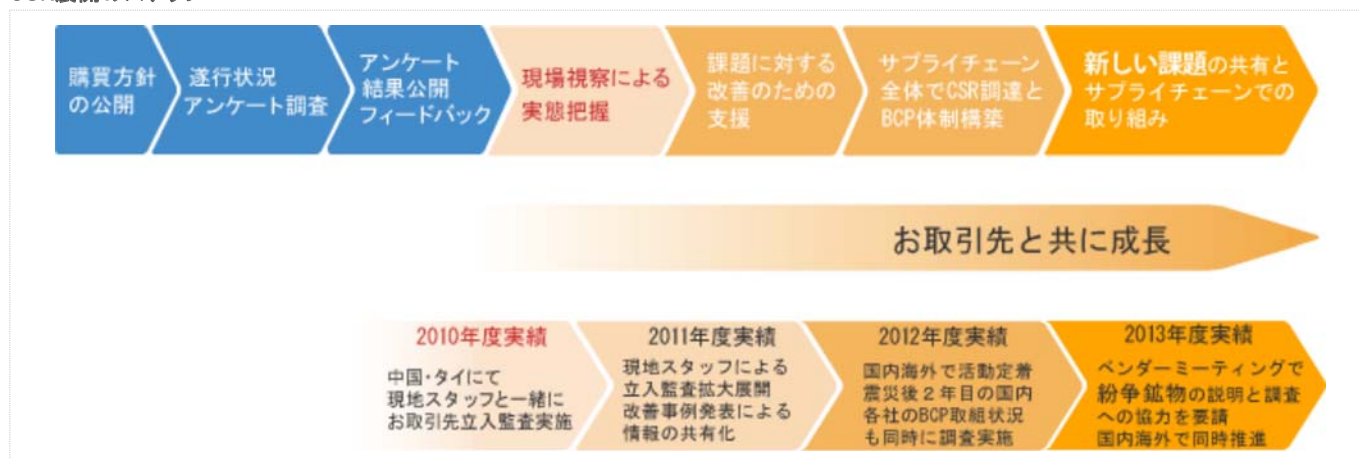 購買方針
の公開
遂行状況
アンケート調査
アンケート
結果公開
フィードバック
現場視察による
実態把握
課題に対する
改善のための
支援
サプライチェーン
全体でCSR調達と
BCP体制構築
新しい課題の共有と
サプライチェーンでの
取り組み
お取引先と共に成長
2010年度実績
中国・タイにて
現地スタッフと一緒に
お取引先立入監査実施
2011年度実績
現地スタッフによる
立入監査拡大展開
改善事例発表による
情報の共有化
2012年度実績
国内海外で活動定着
震災後２年目の国内
各社のBCP取組状況
も同時に調査実施
2013年度実績
ベンダーミーティングで
紛争鉱物の説明と調査
への協力を要請
国内海外で同時推進